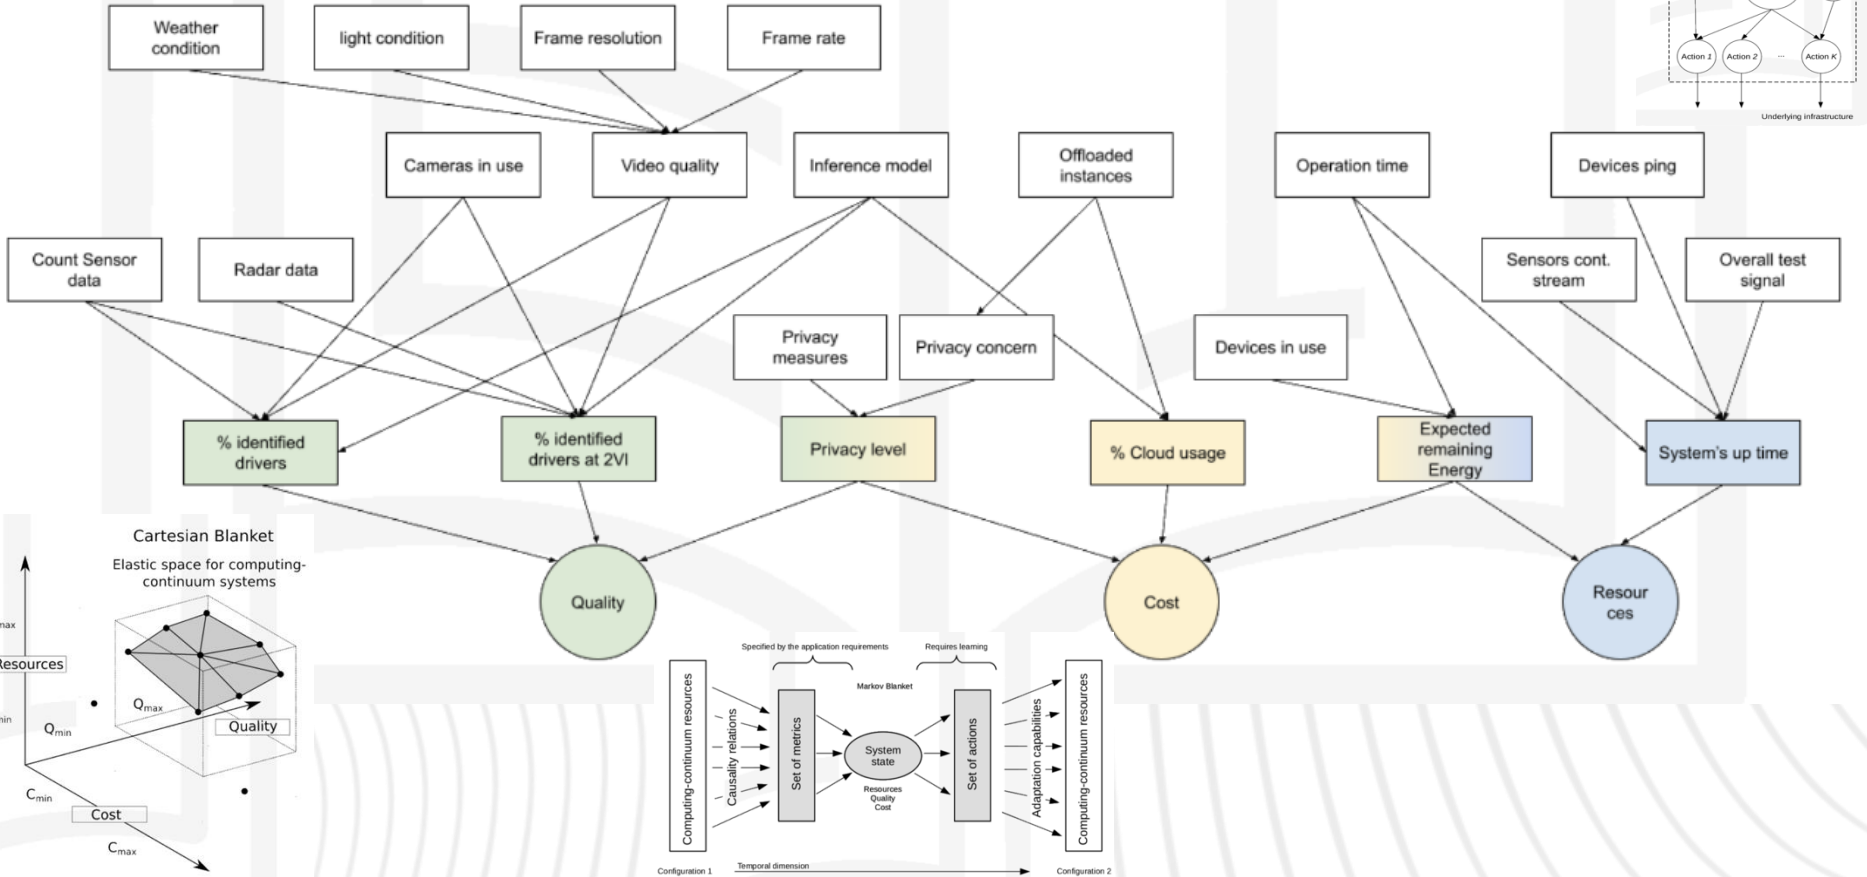 Weather
condition
light condition
Frame resolution
Frame rate
Action 1
Action 2
...
Action K
Underlying infrastructure
Cameras in use
Video quality
Inference model
Offloaded
instances
Operation time
Devices ping
Count Sensor
data
Radar data
Sensors cont.
stream
Overall test
signal
Privacy
measures
Privacy concern
Devices in use
% identified
drivers
% identified
drivers at 2VI
Privacy level
% Cloud usage
Expected
remaining
Energy
System's up time
Quality
Cost
Resour
ces
Cartesian Blanket
Elastic space for computing-
continuum systems
max
Resources
min
Qmax
Qmin
Quality
Cmin
Cost
Cmax
Specified by the application requirements
Requires learning
Markov Blanket
Computing-continuum resources
Causality relations
Set of metrics
System
state
Resources
Quality
Cost
Set of actions
Adaptation capabilities
Computing-continuum resources
Configuration 1
Temporal dimension
Configuration 2